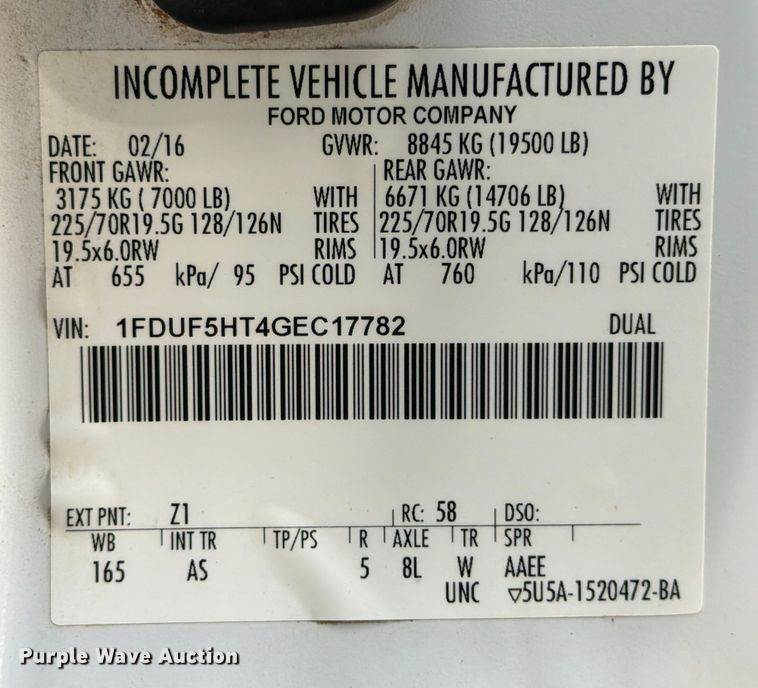 INCOMPLETE VEHICLE MANUFACTURED BY
FORD MOTOR COMPANY
DATE: 02/16 GVWR: 8845 KG (19500 LB)
FRONT GAWR: REAR GAWR:
3175 KG ( 7000 LB) WITH 6671 KG (14706 LB) WITH
225/70R19.5G 128/126N TIRES 225/70R19.5G 128/126N TIRES
19.5x6.0RW RIMS 19.5x6.0RW RIMS
AT 655 kPa/ 95 PSI COLD AT 760 kPa/110 PSI COLD
VIN: 1FDUF5HT4GEC17782 DUAL
EXT PNT: Z1 RC: 58 DSO:
WB INT TR TP/PS R AXLE TR SPR
165 AS 5 8L W AAEE
UNC ▽5U5A-1520472-BA
Purple Wave Auction